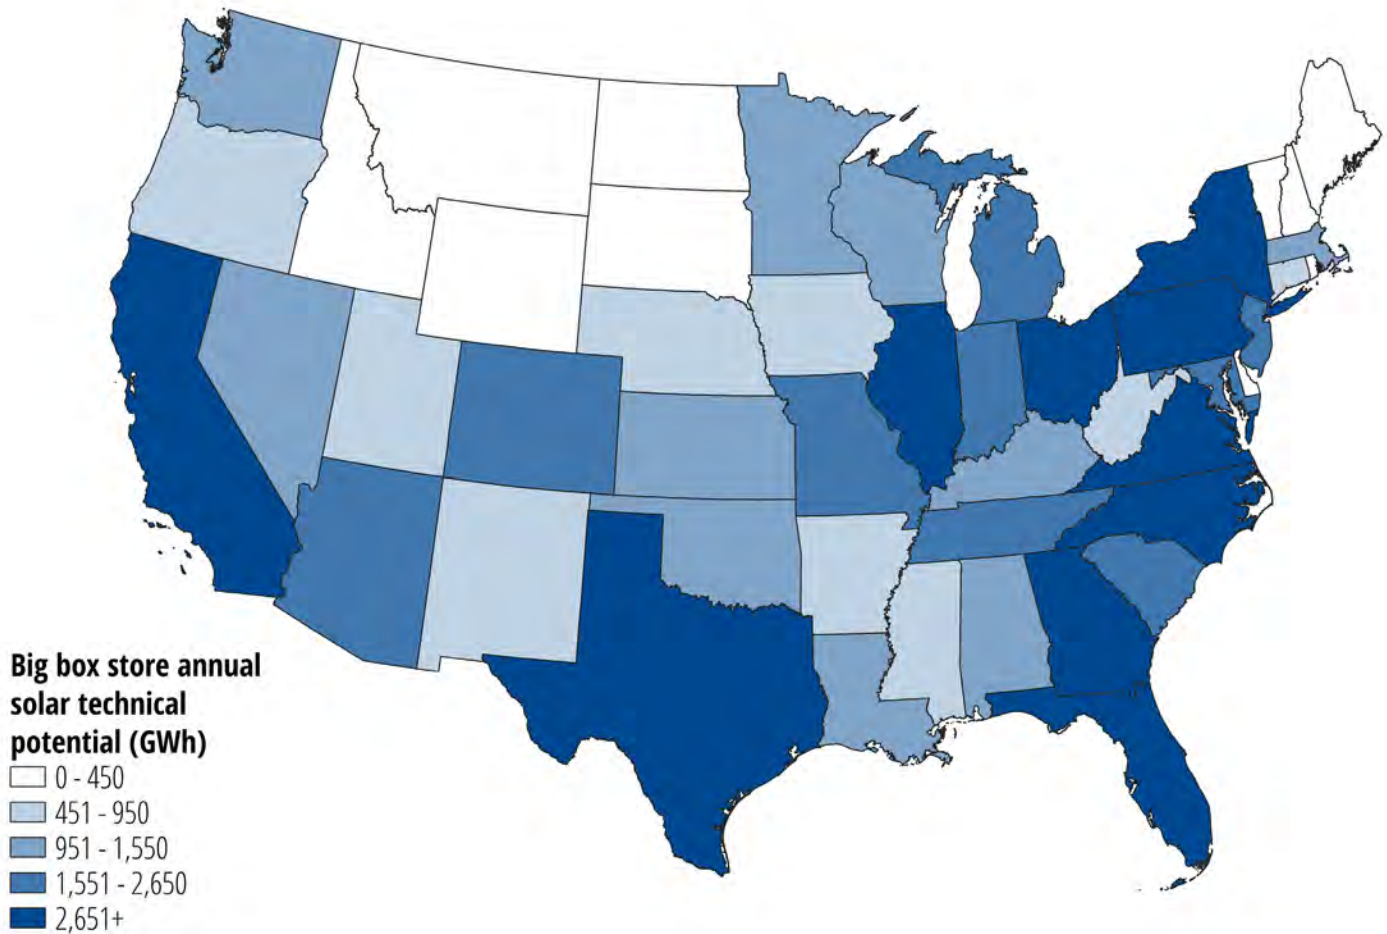 Big box store annual
solar technical
potential (GWh)
0 - 450
451 - 950
951 - 1,550
1,551 - 2,650
2,651+